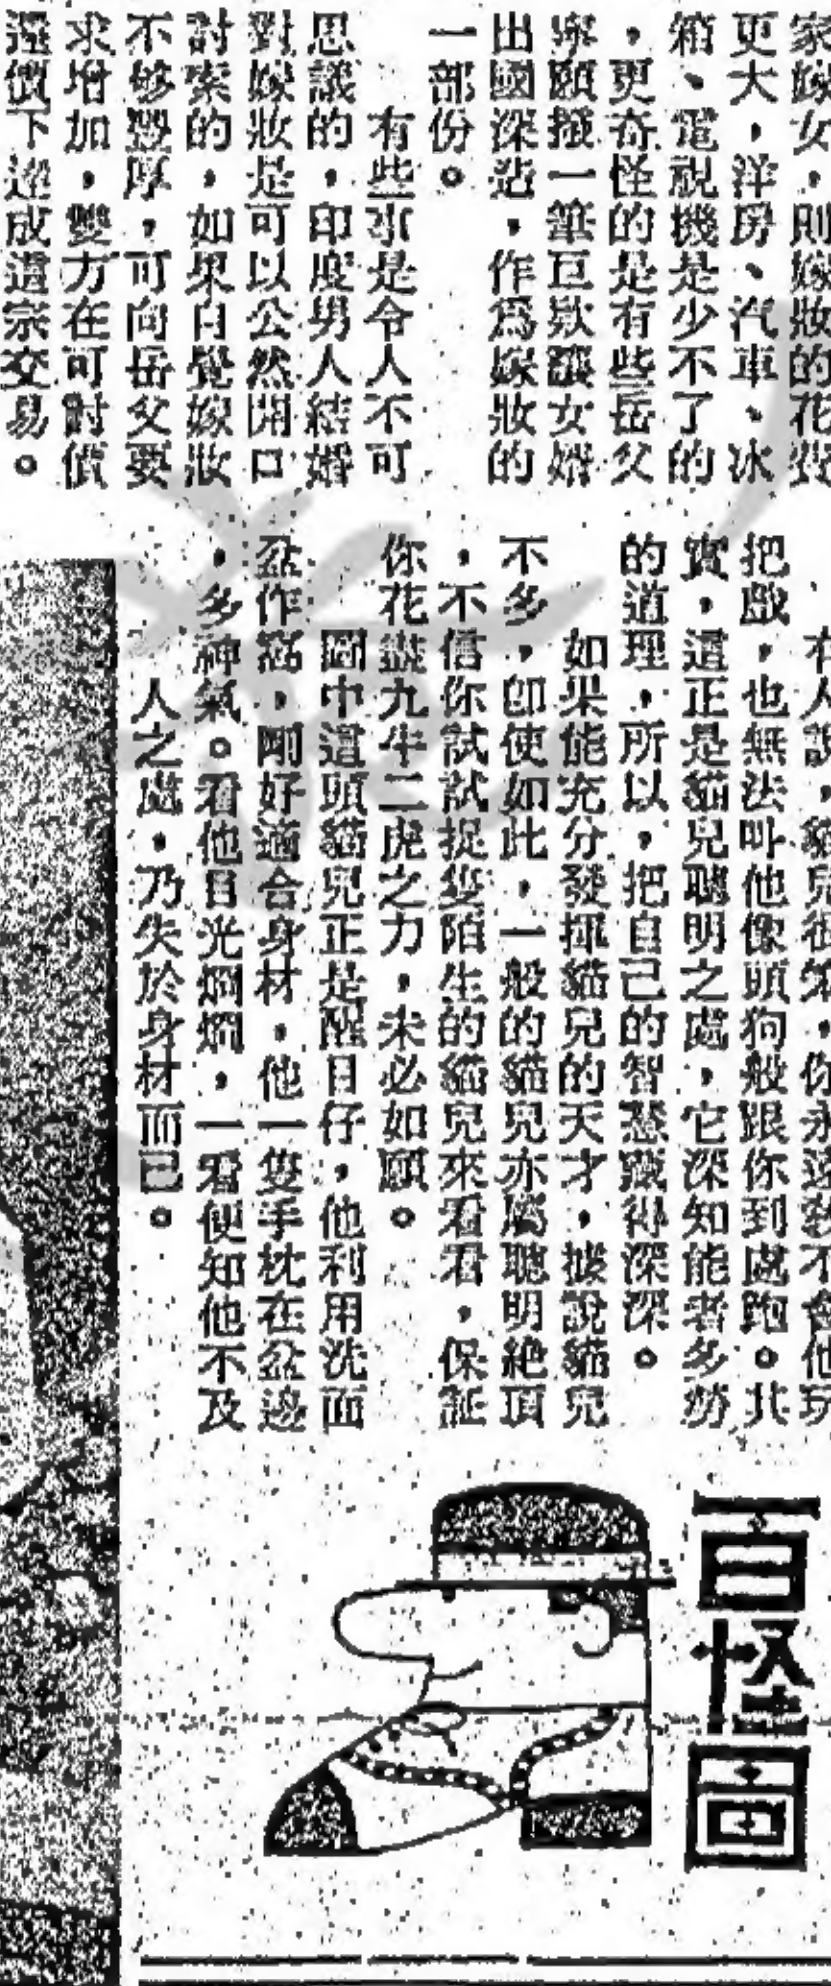 家嫁女，則嫁妝的花費
更大，洋房、汽車、冰
箱、電視機是少不了的
，更奇怪的是有些岳父
寧願撥一筆巨欵讓女婿
出國深造，作爲嫁妝的
一部份。
有些事是令人不可
思議的，印度男人結婚
對嫁妝是可以公然開口
討索的，如果自覺嫁妝
不够豐厚，可向岳父要
求增加，雙方在可討價
還價下達成這宗交易。
有人說，貓兒很笨，你永遠敎不會他玩
把戲，也無法叫他像頭狗般跟你到處跑。其
實，這正是貓兒聰明之處，它深知能者多勞
的道理，所以，把自己的智慧藏得深深。
如果能充分發揮貓兒的天才，據說貓兒
不多，卽使如此，一般的貓兒亦屬聰明絕頂
，不信你試試捉隻陌生的貓兒來看看，保証
你花盡九牛二虎之力，未必如願。
圖中這頭貓兒正是醒目仔，他利用洗面
盆作窩，剛好適合身材，他一隻手枕在盆邊
，多神氣。看他目光烱烱，一看便知他不及
人之處，乃失於身材而已。
百怪圖